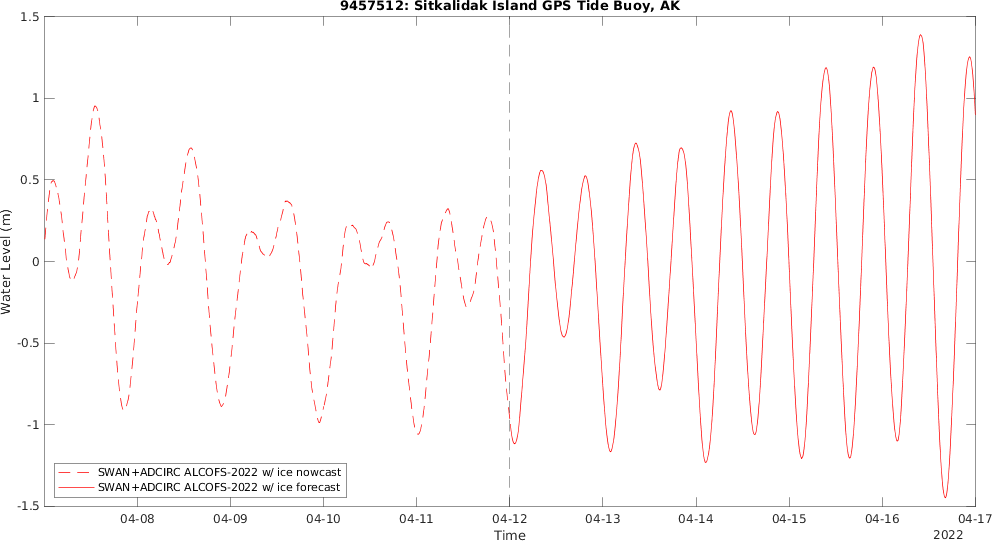 9457512: Sitkalidak Island GPS Tide Buoy, AK
1.5
1
0.5
0
-0.5
-1
-1.5
Water Level (m)
SWAN+ADCIRC ALCOFS-2022 w/ ice nowcast
SWAN+ADCIRC ALCOFS-2022 w/ ice forecast
04-08 04-09 04-10 04-11 04-12 04-13 04-14 04-15 04-16 04-17
Time
2022